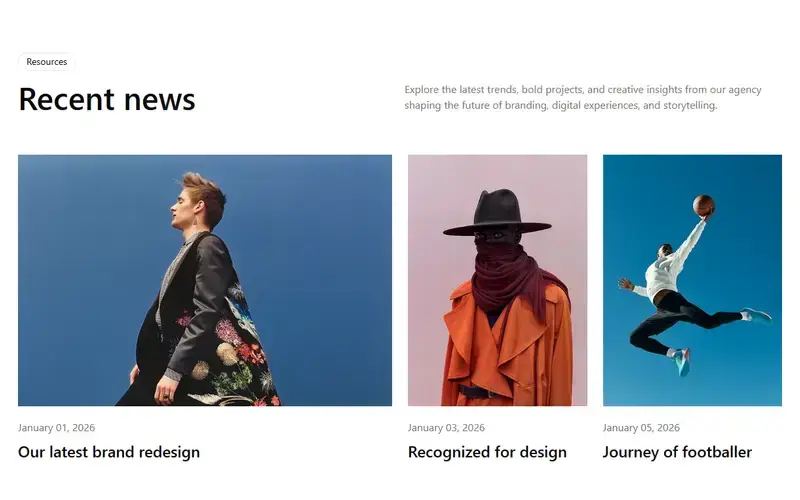 Resources
Recent news
Explore the latest trends, bold projects, and creative insights from our agency
shaping the future of branding, digital experiences, and storytelling.
January 01, 2026
Our latest brand redesign
January 03, 2026
Recognized for design
January 05, 2026
Journey of footballer